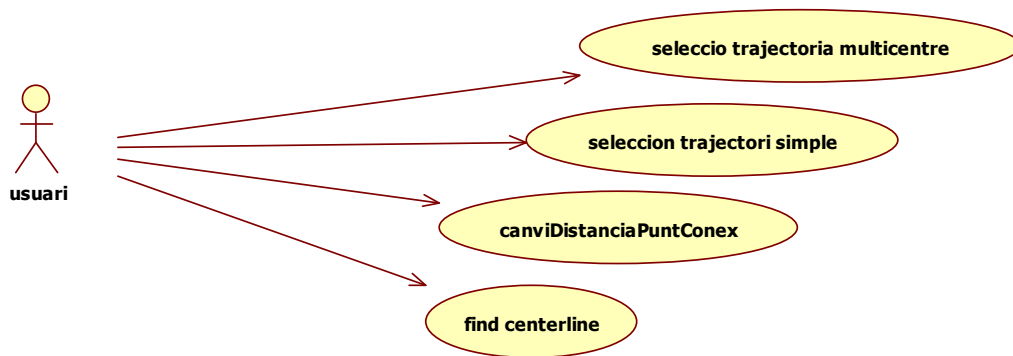 seleccio trajectoria multicentre
seleccion trajectori simple
usuari
canviDistanciaPuntConex
find centerline